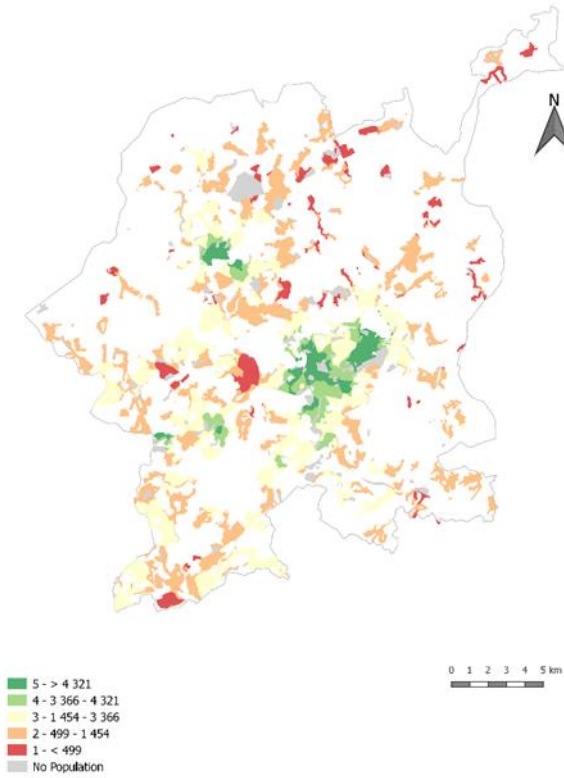 N
5 - > 4 321
4 - 3 366 - 4 321
3 - 1 454 - 3 366
2 - 499 - 1 454
1 - < 499
No Population
0 1 2 3 4 5 km